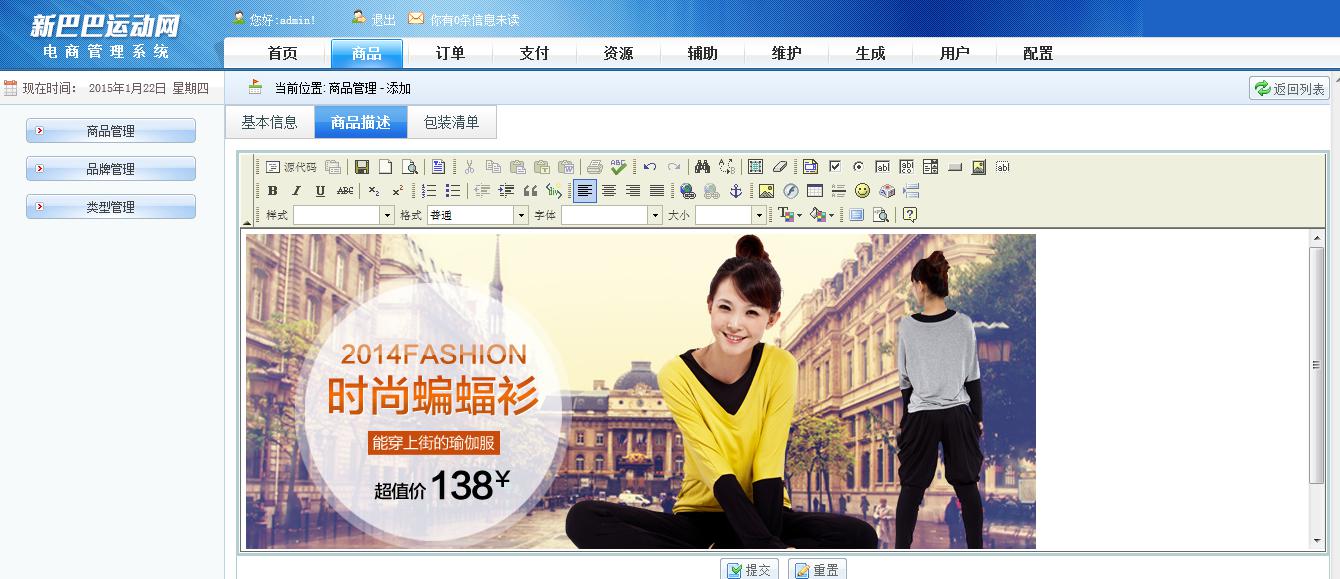 新巴巴运动网
电商管理系统
您好:admin! 退出 你有0条信息未读
首页 商品 订单 支付 资源 辅助 维护 生成 用户 配置
现在时间： 2015年1月22日 星期四
当前位置: 商品管理 - 添加
返回列表
商品管理
品牌管理
类型管理
基本信息 商品描述 包装清单
源代码
B I U ABC x₂ x²
样式 格式 普通 字体 大小
2014FASHION
时尚蝙蝠衫
能穿上街的瑜伽服
超值价 138¥
提交 重置